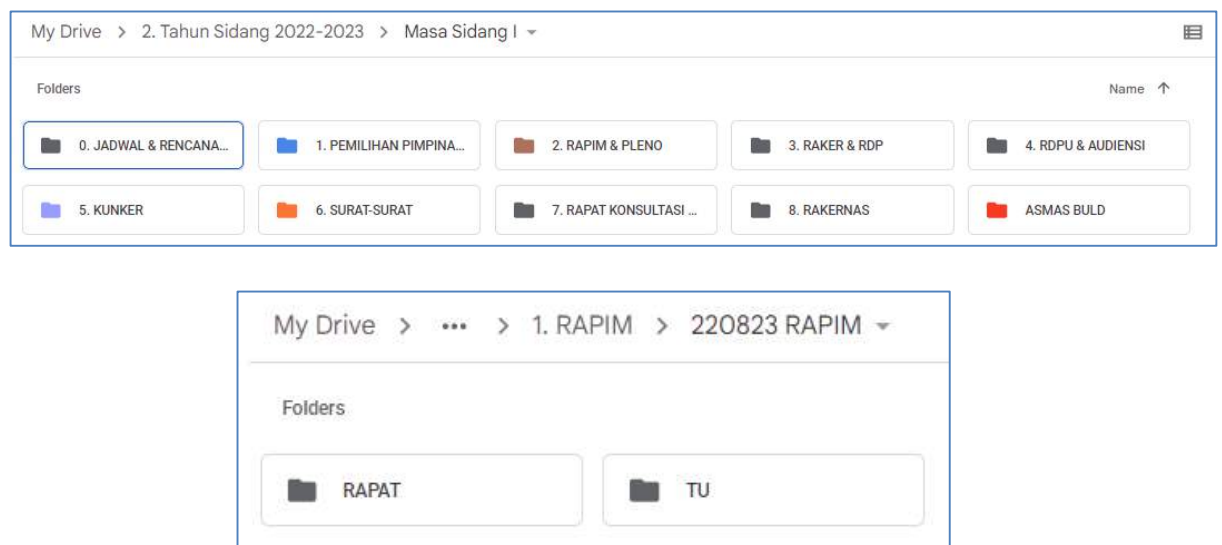 My Drive > 2. Tahun Sidang 2022-2023 > Masa Sidang I
Folders Name
0. JADWAL & RENCANA... 1. PEMILIHAN PIMPINA... 2. RAPIM & PLENO 3. RAKER & RDP 4. RDPU & AUDIENSI
5. KUNKER 6. SURAT-SURAT 7. RAPAT KONSULTASI ... 8. RAKERNAS ASMAS BULD
My Drive > ••• > 1. RAPIM > 220823 RAPIM
Folders
RAPAT TU